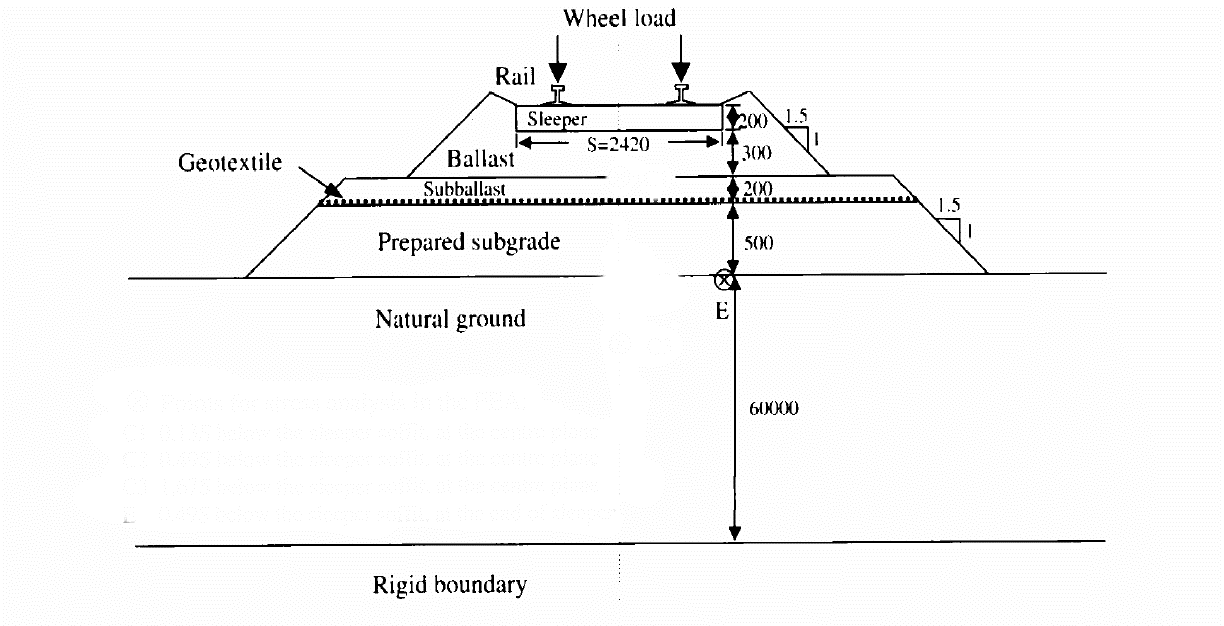 Wheel load
Rail
Sleeper
200
1.5
1
S=2420
300
Ballast
Geotextile
Subballast
200
1.5
1
Prepared subgrade
500
E
Natural ground
60000
Rigid boundary